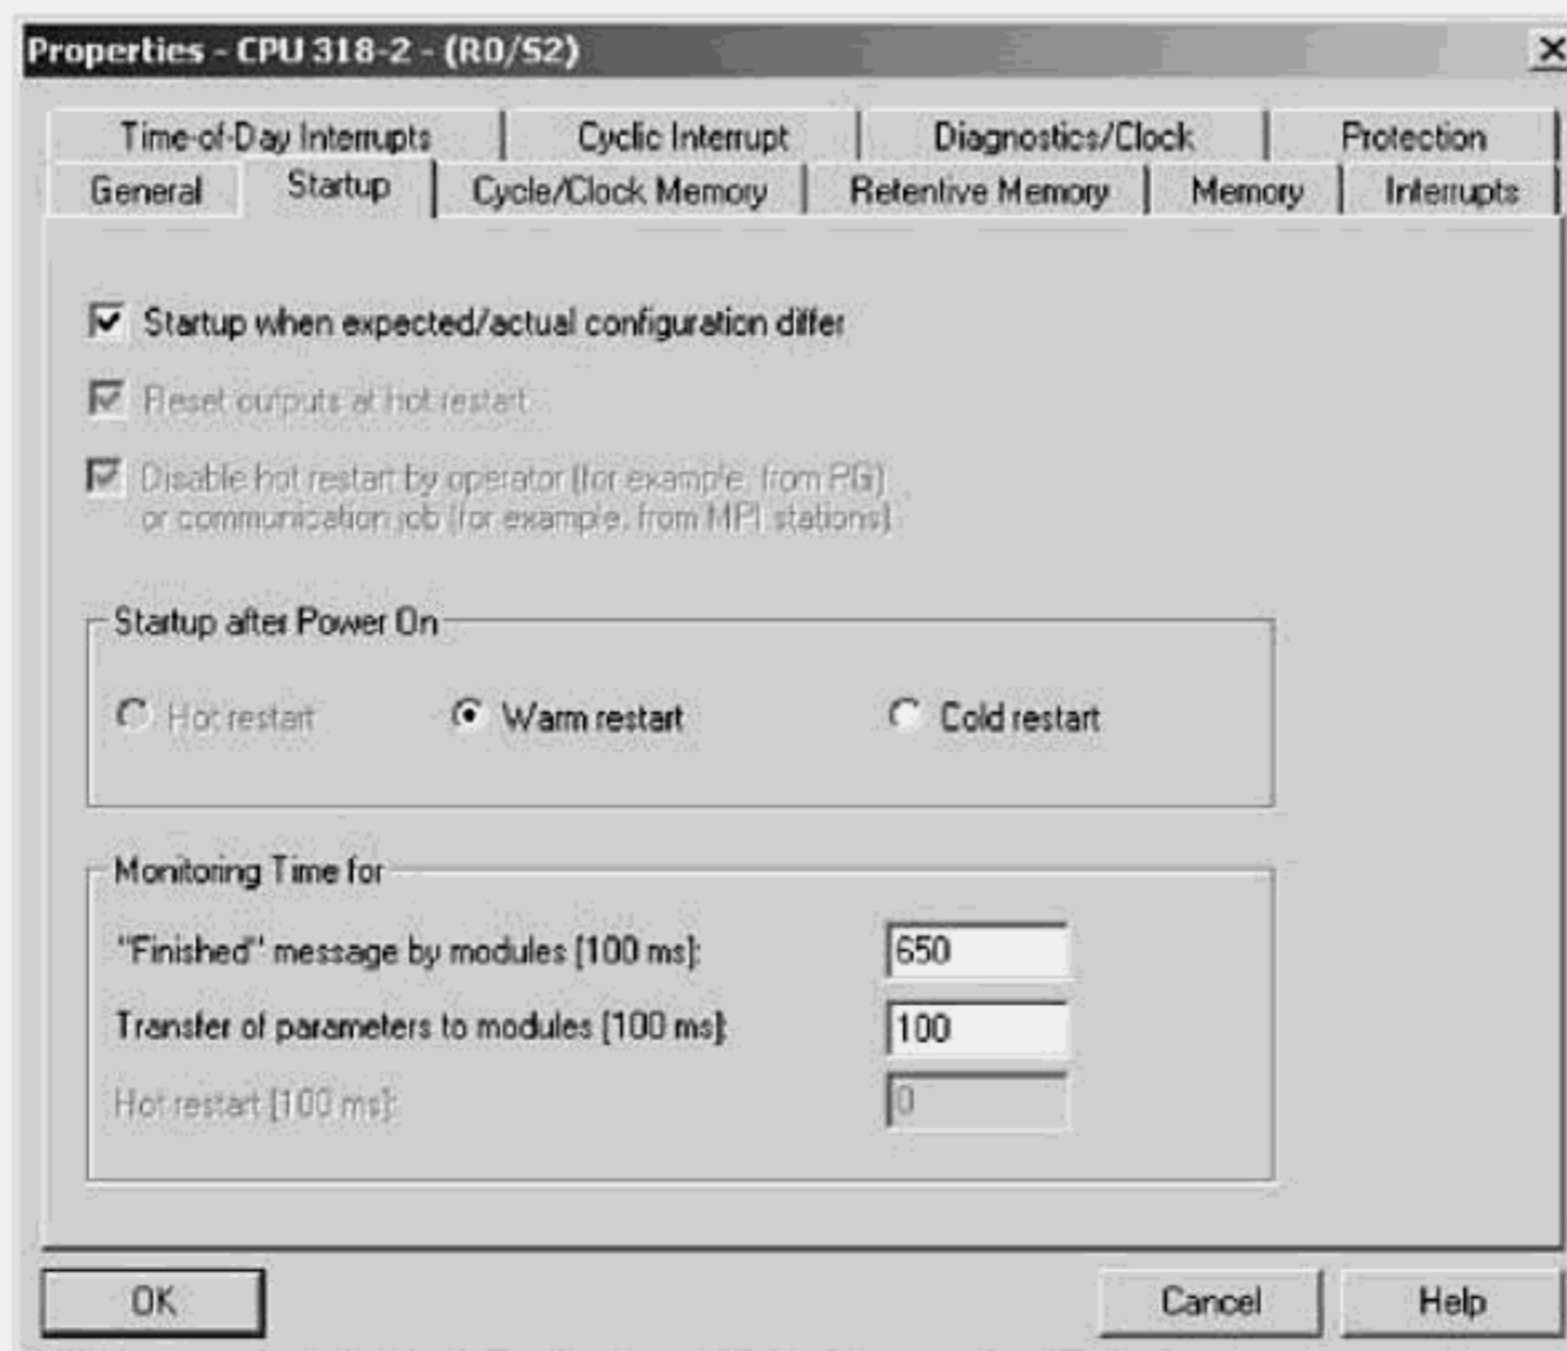 Properties - CPU 318-2 - (R0/S2)
Time-of-Day Interrupts Cyclic Interrupt Diagnostics/Clock Protection
General Startup Cycle/Clock Memory Retentive Memory Memory Interrupts
Startup when expected/actual configuration differ
Reset outputs at hot restart
Disable hot restart by operator (for example, from PG)
or communication job (for example, from MPI stations)
Startup after Power On
Hot restart Warm restart Cold restart
Monitoring Time for
"Finished" message by modules [100 ms]: 650
Transfer of parameters to modules [100 ms]: 100
Hot restart [100 ms]: 0
OK Cancel Help